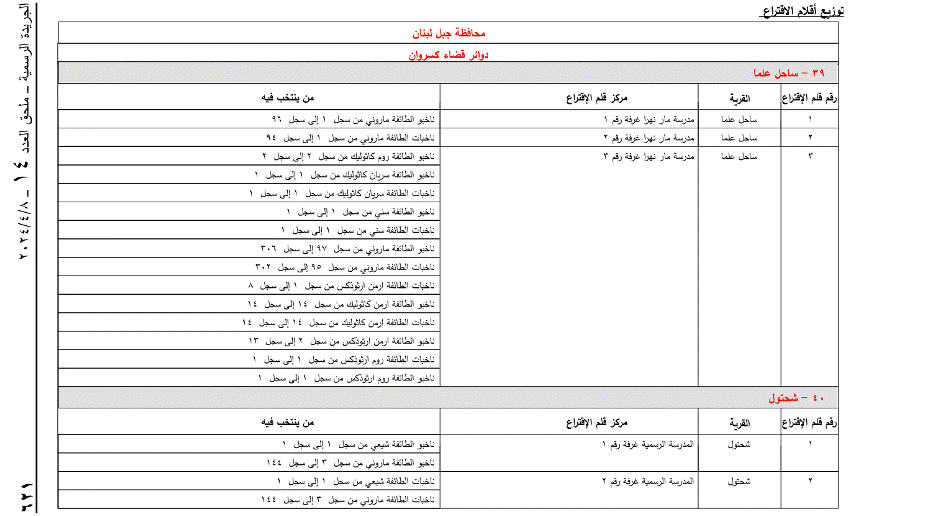 توزيع أقلام الاقتراع
محافظة جبل لبنان
دوائر قضاء كسروان
٣٩ - ساحل علما
رقم قلم الإقتراع القرية مركز قلم الإقتراع من ينتخب فيه
١ ساحل علما مدرسة مار نهرا غرفة رقم ١ ناخبو الطائفة ماروني من سجل ١ إلى سجل ٩٦
٢ ساحل علما مدرسة مار نهرا غرفة رقم ٢ ناخبات الطائفة ماروني من سجل ١ إلى سجل ٩٤
٣ ساحل علما مدرسة مار نهرا غرفة رقم ٣ ناخبو الطائفة روم كاثوليك من سجل ٢ إلى سجل ٢
ناخبو الطائفة سريان كاثوليك من سجل ١ إلى سجل ١
ناخبات الطائفة سريان كاثوليك من سجل ١ إلى سجل ١
ناخبو الطائفة سني من سجل ١ إلى سجل ١
ناخبات الطائفة سني من سجل ١ إلى سجل ١
ناخبو الطائفة ماروني من سجل ٩٧ إلى سجل ٣٠٦
ناخبات الطائفة ماروني من سجل ٩٥ إلى سجل ٣٠٢
ناخبات الطائفة ارمن ارثوذكس من سجل ١ إلى سجل ٨
ناخبو الطائفة ارمن كاثوليك من سجل ١٤ إلى سجل ١٤
ناخبات الطائفة ارمن كاثوليك من سجل ١٤ إلى سجل ١٤
ناخبو الطائفة ارمن ارثوذكس من سجل ٢ إلى سجل ١٣
ناخبات الطائفة روم ارثوذكس من سجل ١ إلى سجل ١
ناخبو الطائفة روم ارثوذكس من سجل ١ إلى سجل ١
٤٠ - شحتول
رقم قلم الإقتراع القرية مركز قلم الإقتراع من ينتخب فيه
١ شحتول المدرسة الرسمية غرفة رقم ١ ناخبو الطائفة شيعي من سجل ١ إلى سجل ١
ناخبو الطائفة ماروني من سجل ٣ إلى سجل ١٤٤
٢ شحتول المدرسة الرسمية غرفة رقم ٢ ناخبات الطائفة شيعي من سجل ١ إلى سجل ١
ناخبات الطائفة ماروني من سجل ٣ إلى سجل ١٤٤
الجريدة الرسمية – ملحق العدد ١٤ – ٢٠٢٤/٤/٨
٦٢١